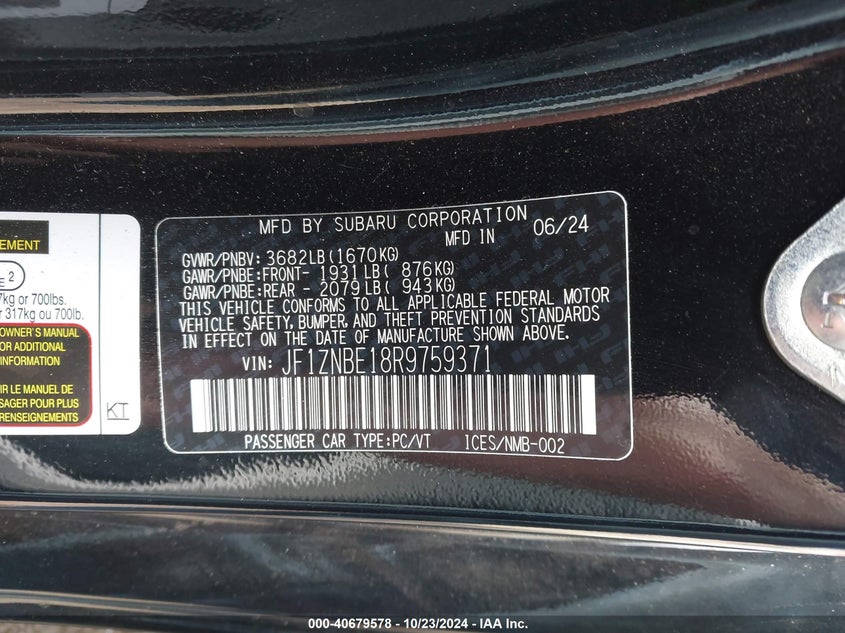 EMENT
2
7kg or 700lbs.
r 317kg ou 700lb.
OWNER'S MANUAL
OR ADDITIONAL
INFORMATION
IR LE MANUEL DE
SAGER POUR PLUS
RENSEIGNEMENTS
KT
MFD BY SUBARU CORPORATION
MFD IN 06/24
GVWR/PNBV: 3682LB(1670KG)
GAWR/PNBE:FRONT- 1931LB( 876KG)
GAWR/PNBE:REAR - 2079LB( 943KG)
THIS VEHICLE CONFORMS TO ALL APPLICABLE FEDERAL MOTOR
VEHICLE SAFETY, BUMPER, AND THEFT PREVENTION STANDARDS
IN EFFECT ON THE DATE OF MANUFACTURE SHOWN ABOVE.
VIN: JF1ZNBE18R9759371
PASSENGER CAR TYPE:PC/VT ICES/NMB-002
000-40679578 - 10/23/2024 - IAA Inc.